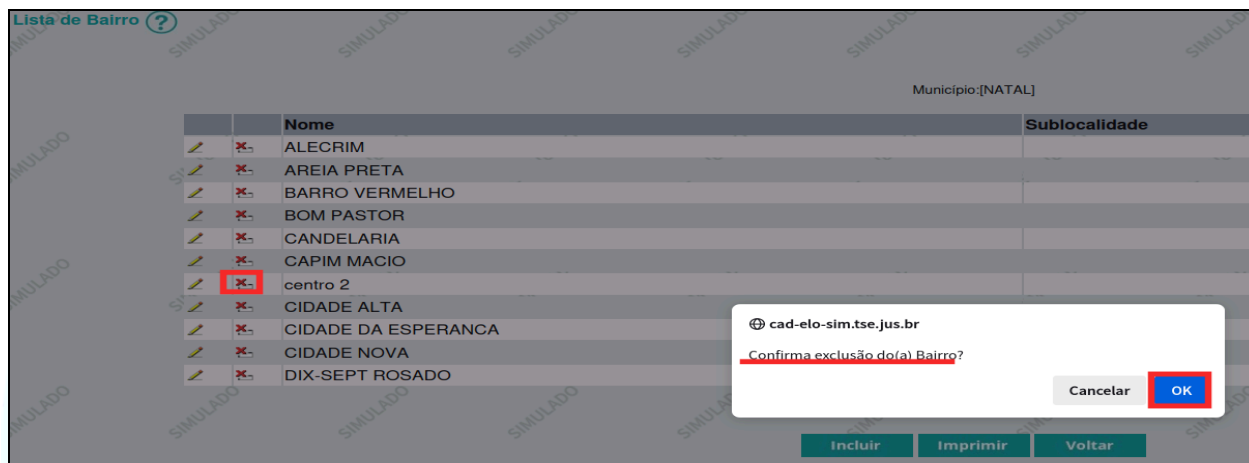 Lista de Bairro ?
Município:[NATAL]
Nome Sublocalidade
ALECRIM
AREIA PRETA
BARRO VERMELHO
BOM PASTOR
CANDELARIA
CAPIM MACIO
centro 2
CIDADE ALTA
CIDADE DA ESPERANCA
CIDADE NOVA
DIX-SEPT ROSADO
cad-elo-sim.tse.jus.br
Confirma exclusão do(a) Bairro?
Cancelar OK
Incluir Imprimir Voltar
SIMULADO